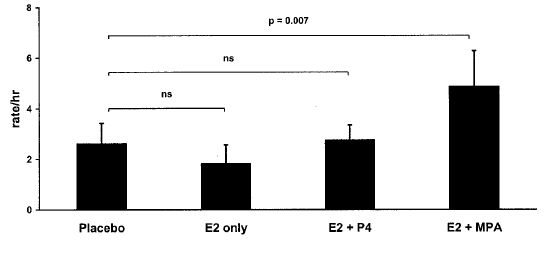 8
p = 0.007
6
ns
rate/hr
4
ns
2
0
Placebo E2 only E2 + P4 E2 + MPA